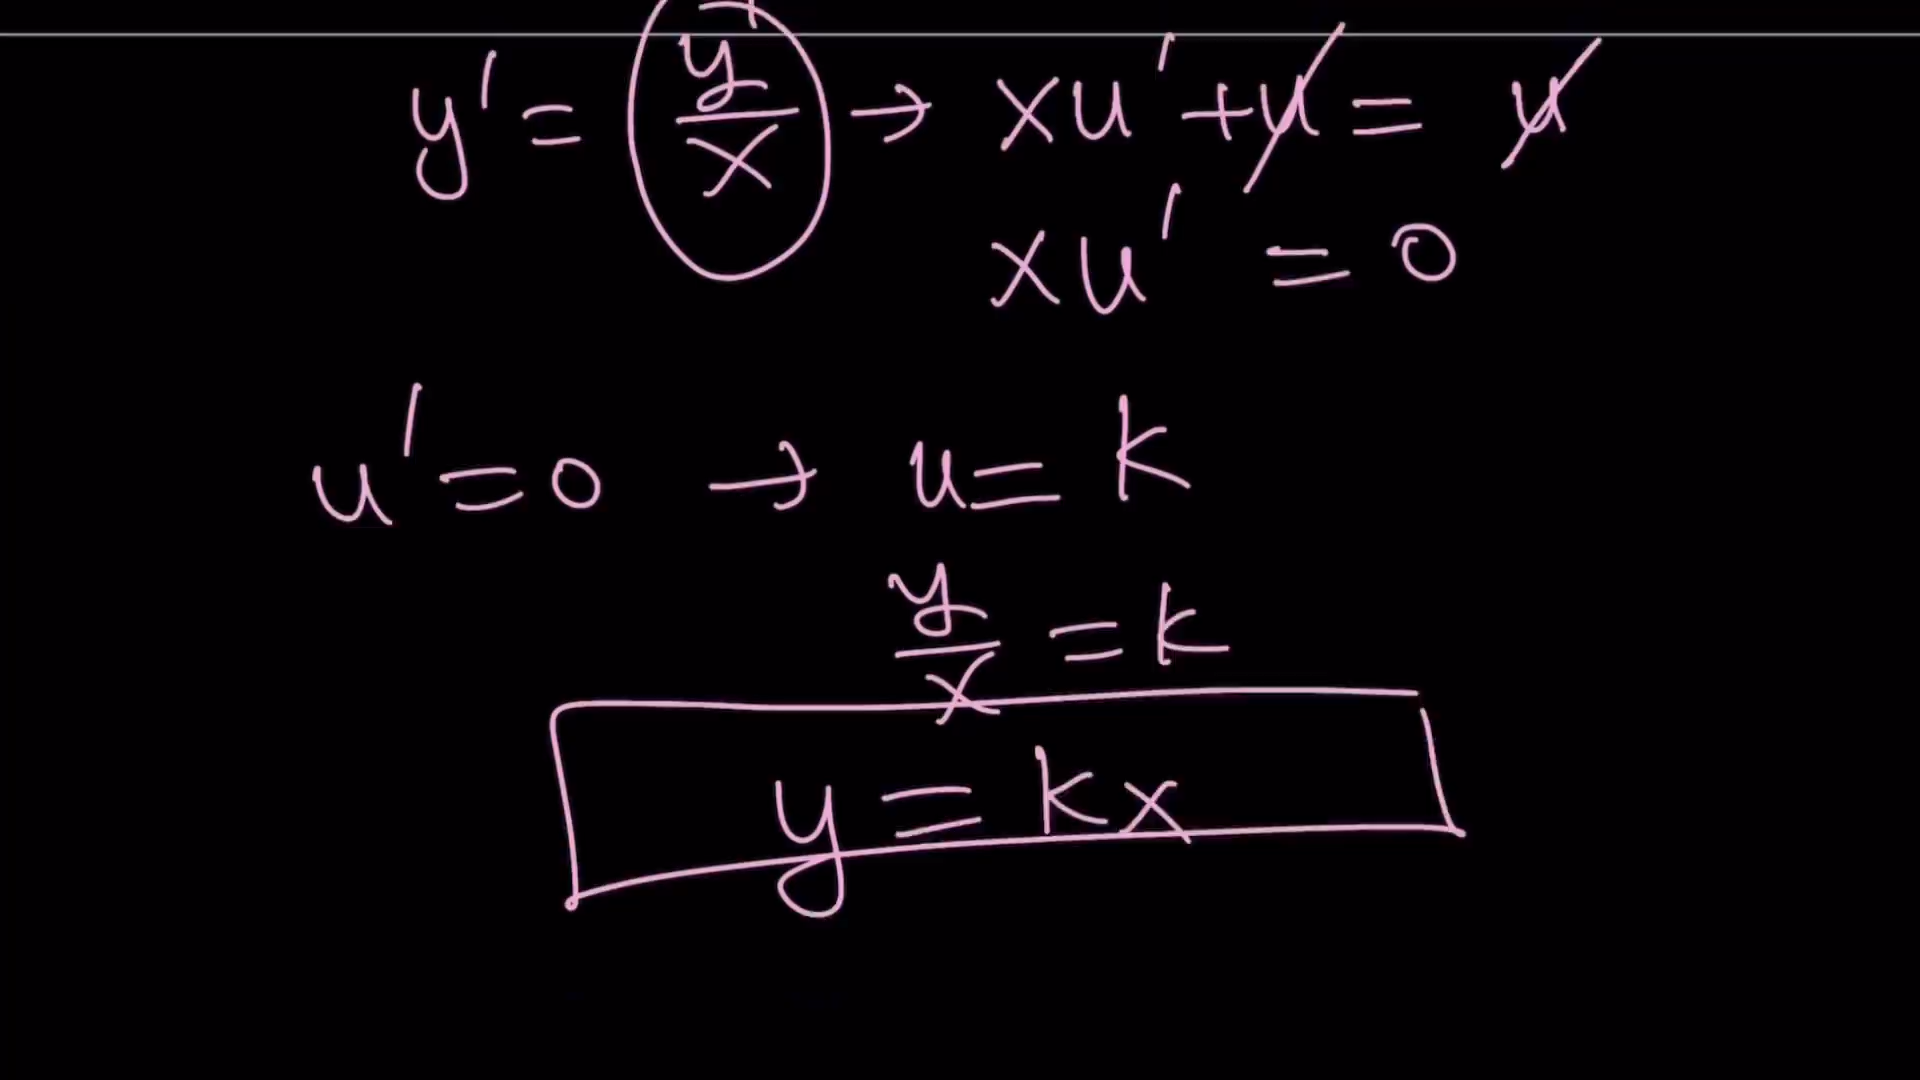 y' = y/x → xu' + u = u
xu' = 0
u' = 0 → u = k
y/x = k
y = kx